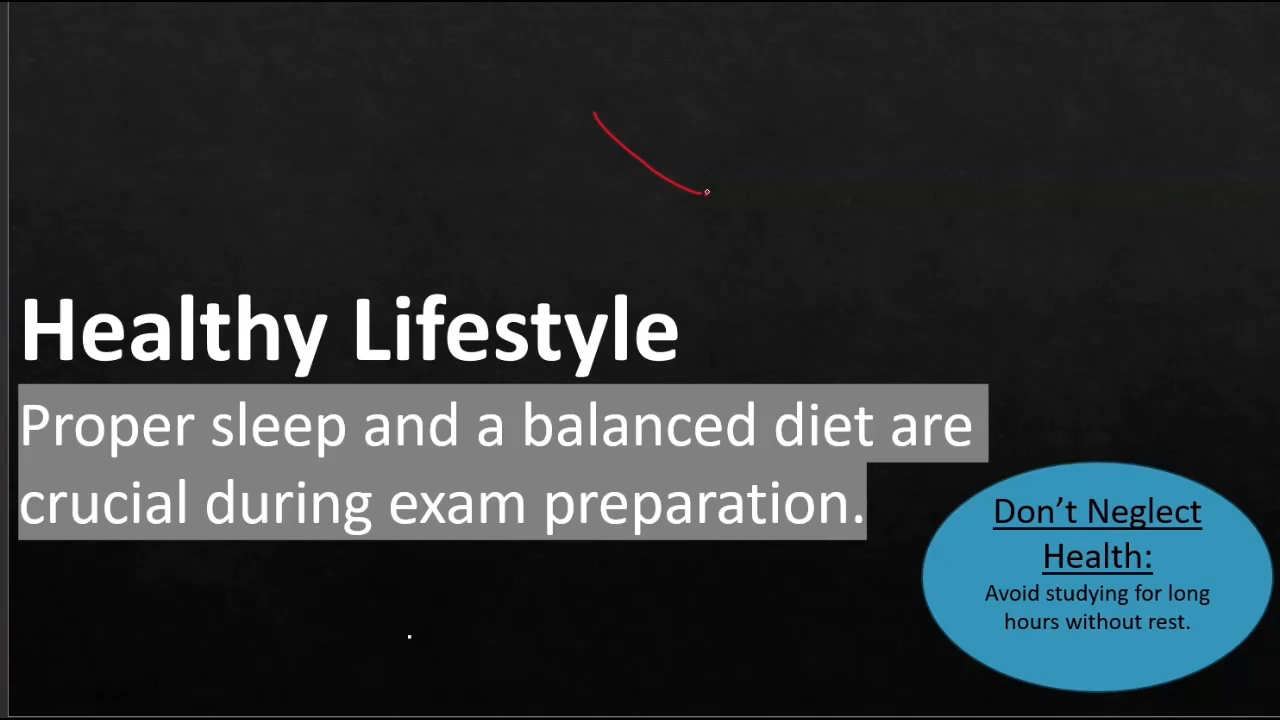 Healthy Lifestyle
Proper sleep and a balanced diet are
crucial during exam preparation.
Don’t Neglect
Health:
Avoid studying for long
hours without rest.